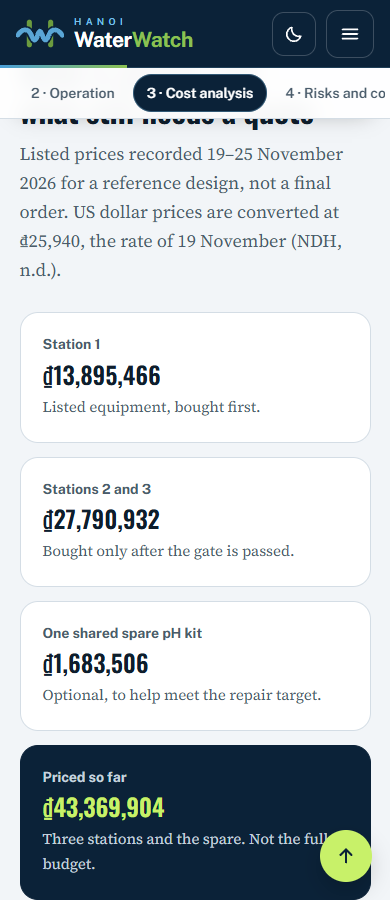 HANOI
WaterWatch
2 · Operation
3 · Cost analysis
4 · Risks and co
What still needs a quote
Listed prices recorded 19–25 November
2026 for a reference design, not a final
order. US dollar prices are converted at
₫25,940, the rate of 19 November (NDH,
n.d.).
Station 1
₫13,895,466
Listed equipment, bought first.
Stations 2 and 3
₫27,790,932
Bought only after the gate is passed.
One shared spare pH kit
₫1,683,506
Optional, to help meet the repair target.
Priced so far
₫43,369,904
Three stations and the spare. Not the full
budget.